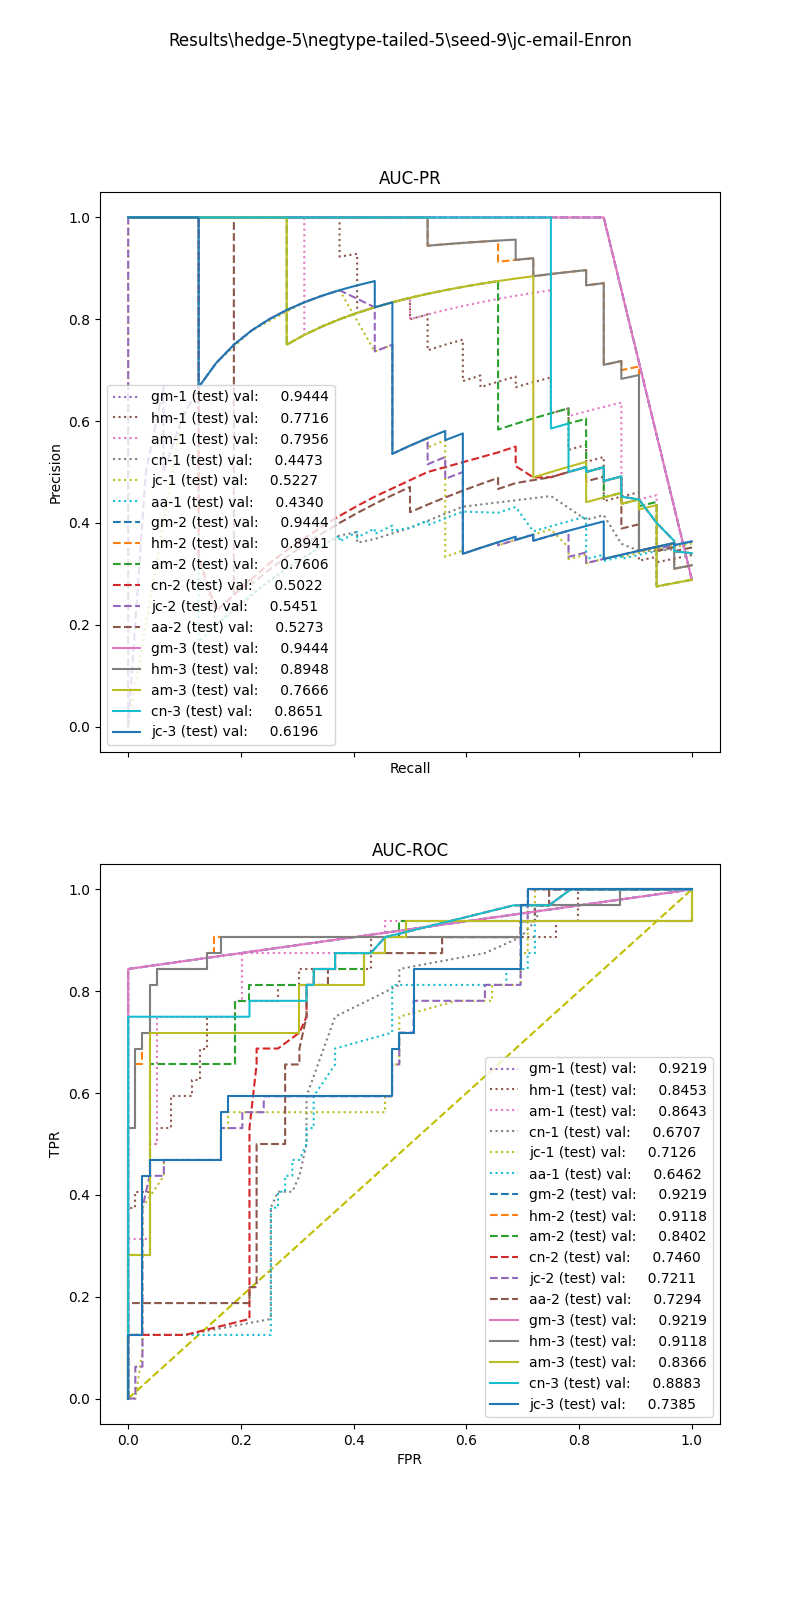 Results\hedge-5\negtype-tailed-5\seed-9\jc-email-Enron
AUC-PR
1.0
0.8
0.6
0.4
0.2
0.0
Precision
gm-1 (test) val: 0.9444
hm-1 (test) val: 0.7716
am-1 (test) val: 0.7956
cn-1 (test) val: 0.4473
jc-1 (test) val: 0.5227
aa-1 (test) val: 0.4340
gm-2 (test) val: 0.9444
hm-2 (test) val: 0.8941
am-2 (test) val: 0.7606
cn-2 (test) val: 0.5022
jc-2 (test) val: 0.5451
aa-2 (test) val: 0.5273
gm-3 (test) val: 0.9444
hm-3 (test) val: 0.8948
am-3 (test) val: 0.7666
cn-3 (test) val: 0.8651
jc-3 (test) val: 0.6196
Recall
AUC-ROC
1.0
0.8
0.6
0.4
0.2
0.0
TPR
gm-1 (test) val: 0.9219
hm-1 (test) val: 0.8453
am-1 (test) val: 0.8643
cn-1 (test) val: 0.6707
jc-1 (test) val: 0.7126
aa-1 (test) val: 0.6462
gm-2 (test) val: 0.9219
hm-2 (test) val: 0.9118
am-2 (test) val: 0.8402
cn-2 (test) val: 0.7460
jc-2 (test) val: 0.7211
aa-2 (test) val: 0.7294
gm-3 (test) val: 0.9219
hm-3 (test) val: 0.9118
am-3 (test) val: 0.8366
cn-3 (test) val: 0.8883
jc-3 (test) val: 0.7385
0.0 0.2 0.4 0.6 0.8 1.0
FPR